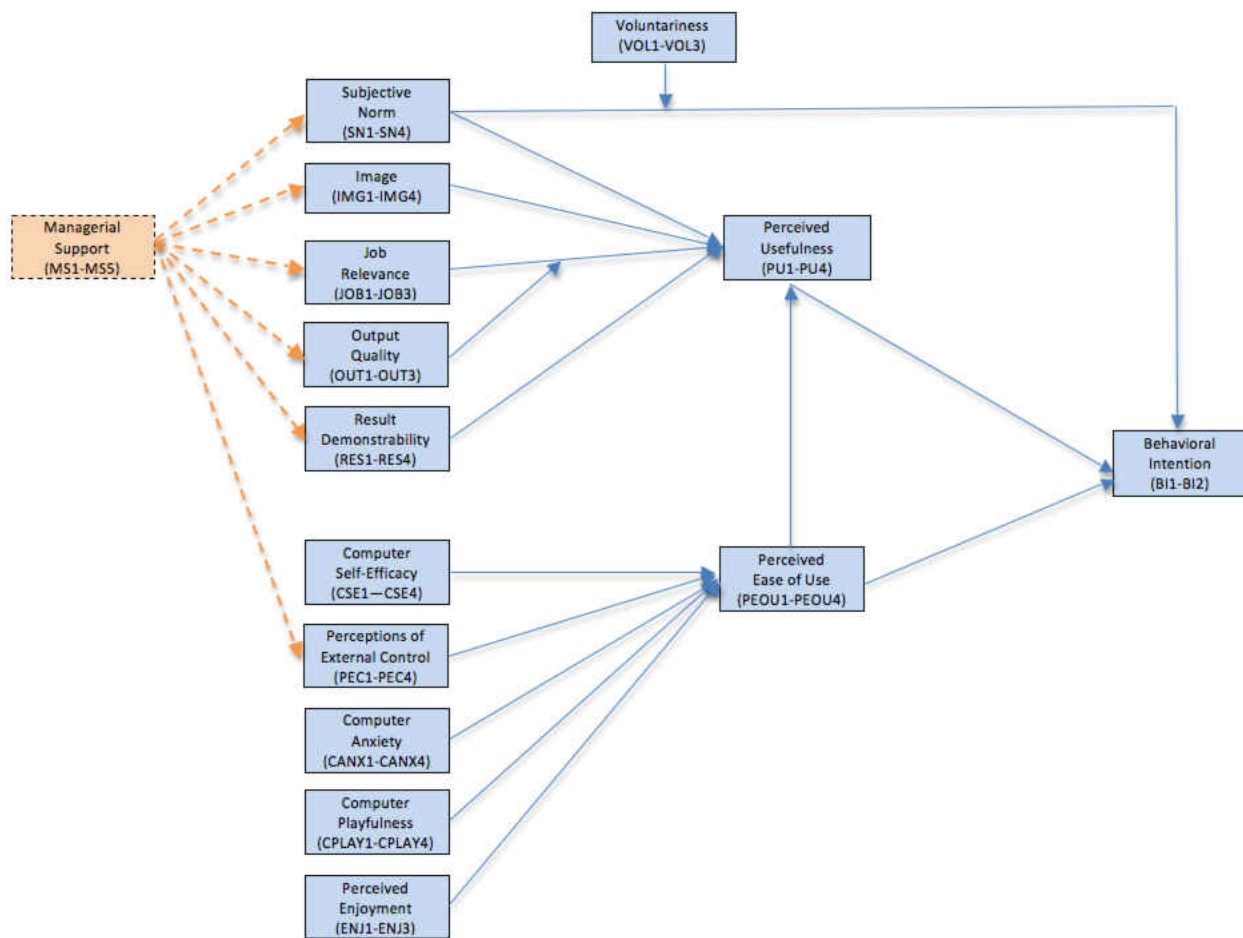 Voluntariness
(VOL1-VOL3)
Subjective
Norm
(SN1-SN4)
Image
(IMG1-IMG4)
Managerial
Support
(MS1-MS5)
Job
Relevance
(JOB1-JOB3)
Perceived
Usefulness
(PU1-PU4)
Output
Quality
(OUT1-OUT3)
Result
Demonstrability
(RES1-RES4)
Behavioral
Intention
(BI1-BI2)
Computer
Self-Efficacy
(CSE1—CSE4)
Perceived
Ease of Use
(PEOU1-PEOU4)
Perceptions of
External Control
(PEC1-PEC4)
Computer
Anxiety
(CANX1-CANX4)
Computer
Playfulness
(CPLAY1-CPLAY4)
Perceived
Enjoyment
(ENJ1-ENJ3)